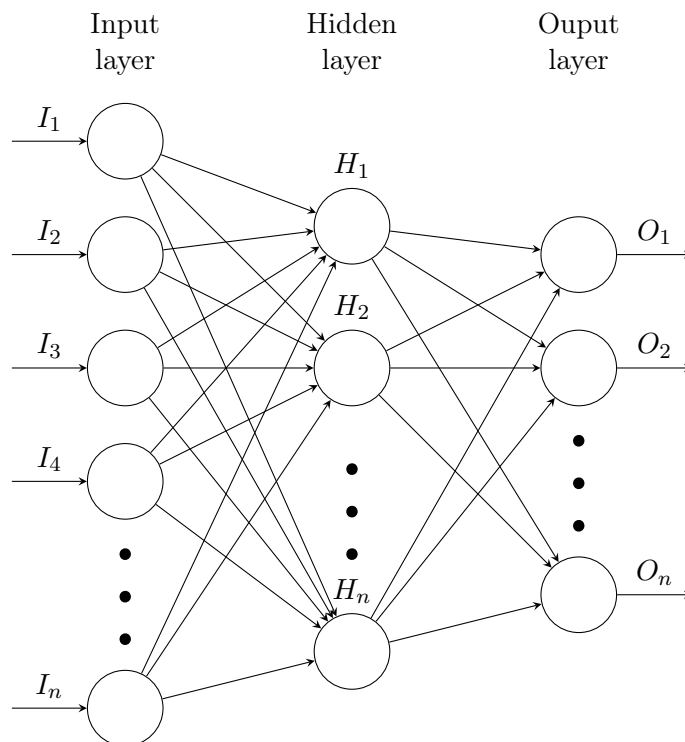 Input
layer
Hidden
layer
Ouput
layer
I₁
I₂
I₃
I₄
Iₙ
H₁
H₂
Hₙ
O₁
O₂
Oₙ